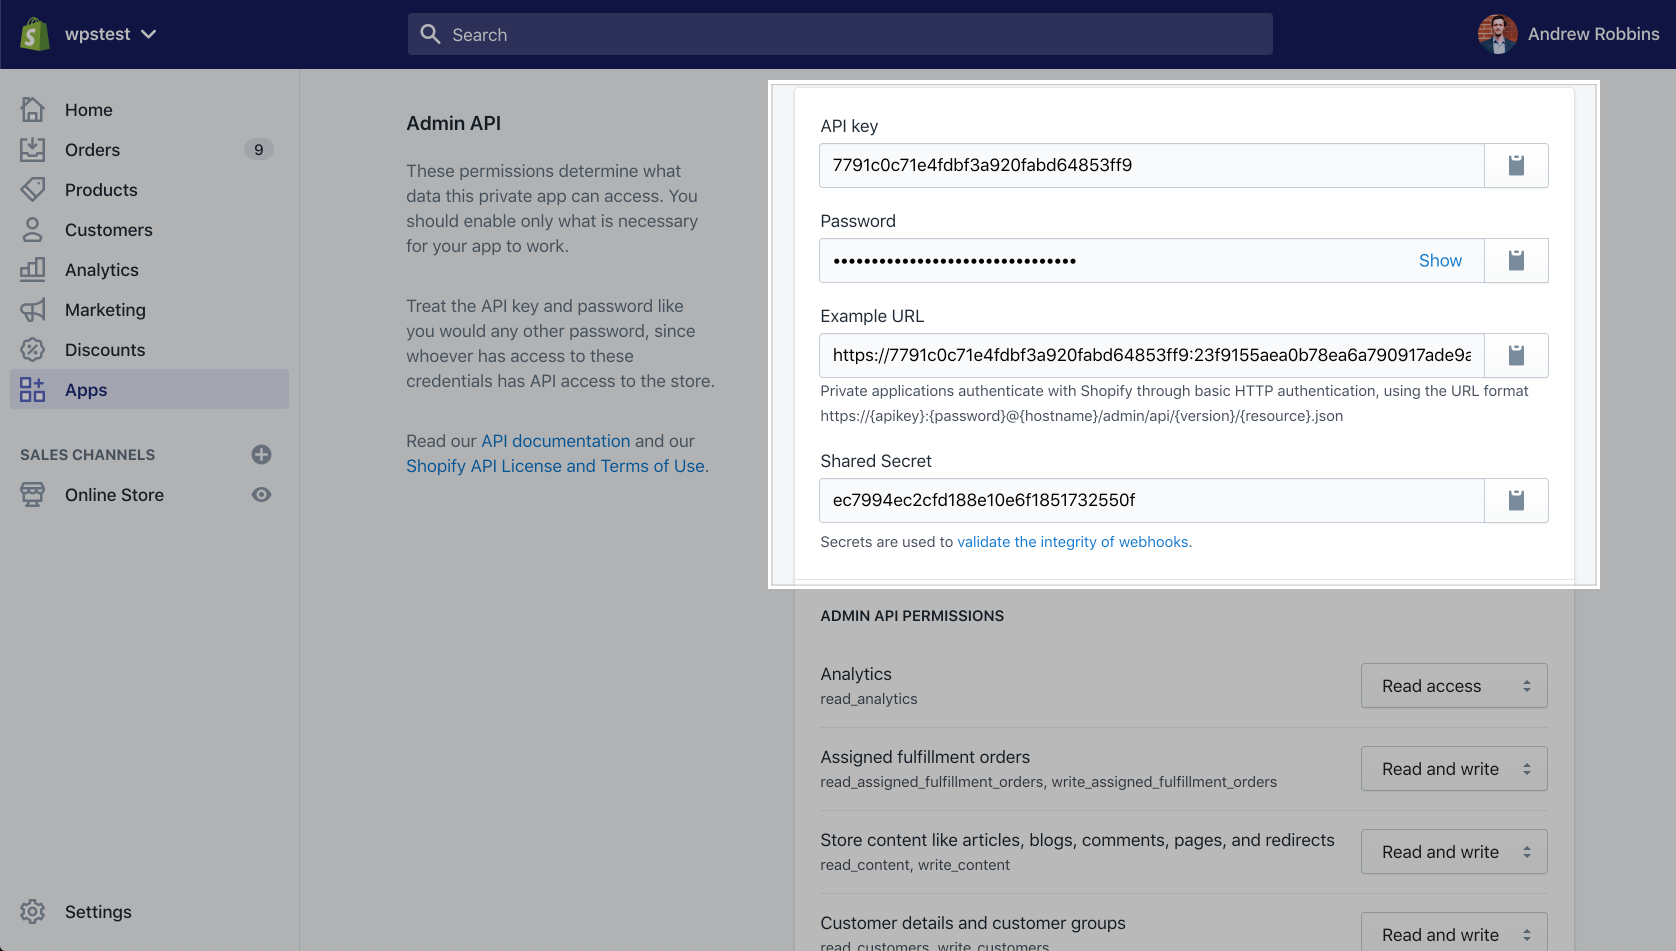 wpstest
Search
Andrew Robbins
Home
Orders
9
Products
Customers
Analytics
Marketing
Discounts
Apps
SALES CHANNELS
Online Store
Settings
Admin API
These permissions determine what
data this private app can access. You
should enable only what is necessary
for your app to work.
Treat the API key and password like
you would any other password, since
whoever has access to these
credentials has API access to the store.
Read our API documentation and our
Shopify API License and Terms of Use.
API key
7791c0c71e4fdbf3a920fabd64853ff9
Password
••••••••••••••••••••••••••••••••
Show
Example URL
https://7791c0c71e4fdbf3a920fabd64853ff9:23f9155aea0b78ea6a790917ade9a
Private applications authenticate with Shopify through basic HTTP authentication, using the URL format
https://{apikey}:{password}@{hostname}/admin/api/{version}/{resource}.json
Shared Secret
ec7994ec2cfd188e10e6f1851732550f
Secrets are used to validate the integrity of webhooks.
ADMIN API PERMISSIONS
Analytics
read_analytics
Read access
Assigned fulfillment orders
read_assigned_fulfillment_orders, write_assigned_fulfillment_orders
Read and write
Store content like articles, blogs, comments, pages, and redirects
read_content, write_content
Read and write
Customer details and customer groups
read_customers, write_customers
Read and write